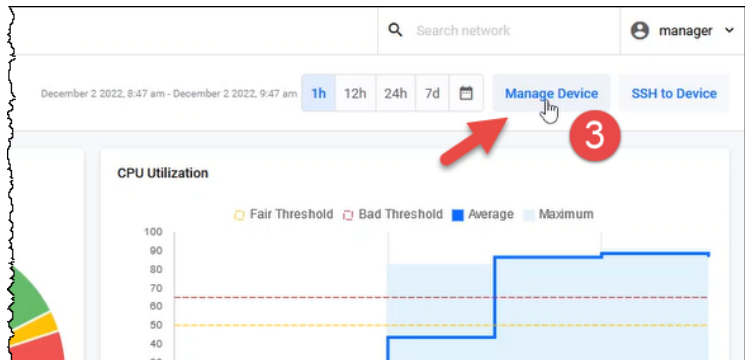 Search network
manager
December 2 2022, 8:47 am - December 2 2022, 9:47 am
1h
12h
24h
7d
Manage Device
SSH to Device
3
CPU Utilization
Fair Threshold
Bad Threshold
Average
Maximum
100
90
80
70
60
50
40